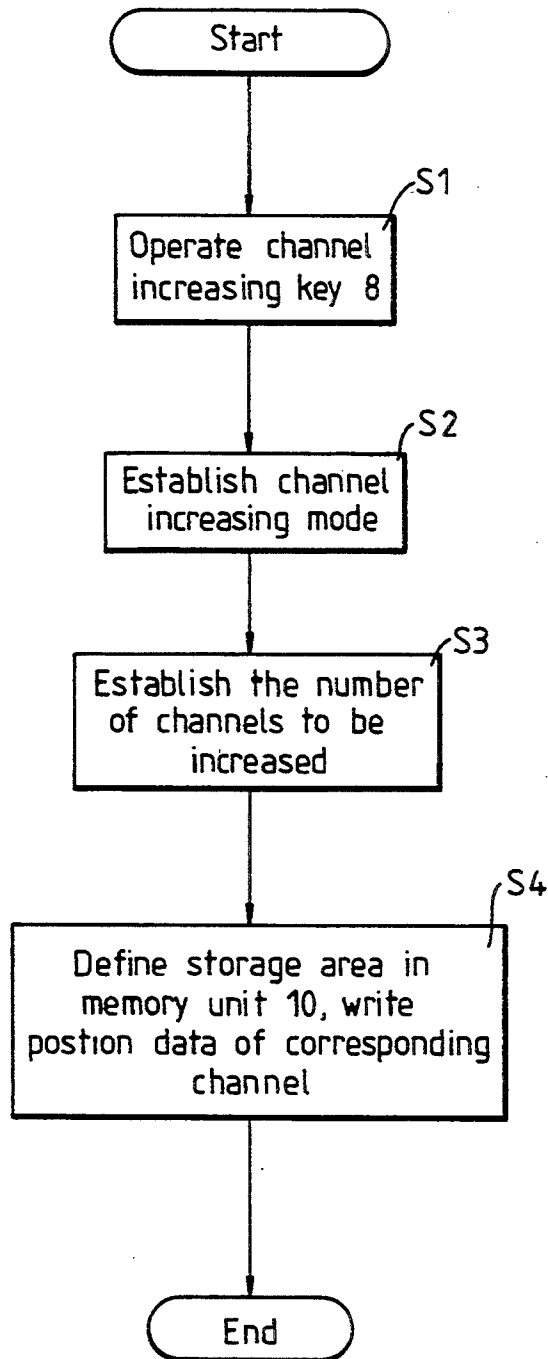 Start
S1
Operate channel
increasing key 8
S2
Establish channel
increasing mode
S3
Establish the number
of channels to be
increased
S4
Define storage area in
memory unit 10, write
postion data of corresponding
channel
End